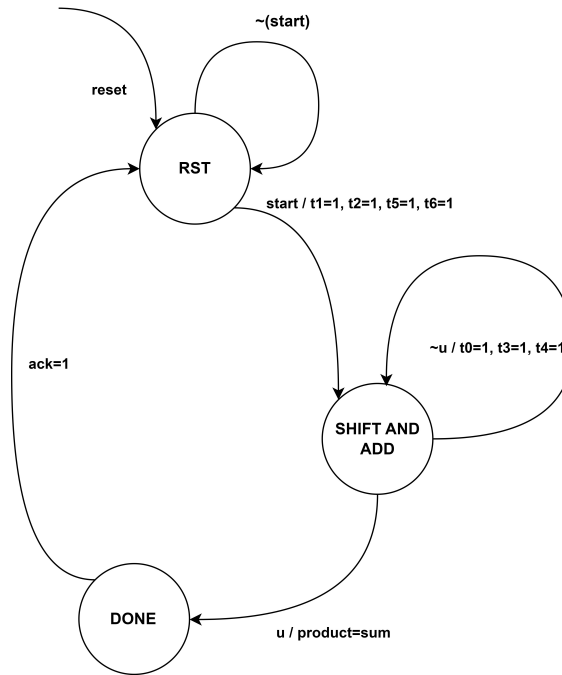 ~(start)
reset
RST
start / t1=1, t2=1, t5=1, t6=1
~u / t0=1, t3=1, t4=1
ack=1
SHIFT AND
ADD
DONE
u / product=sum